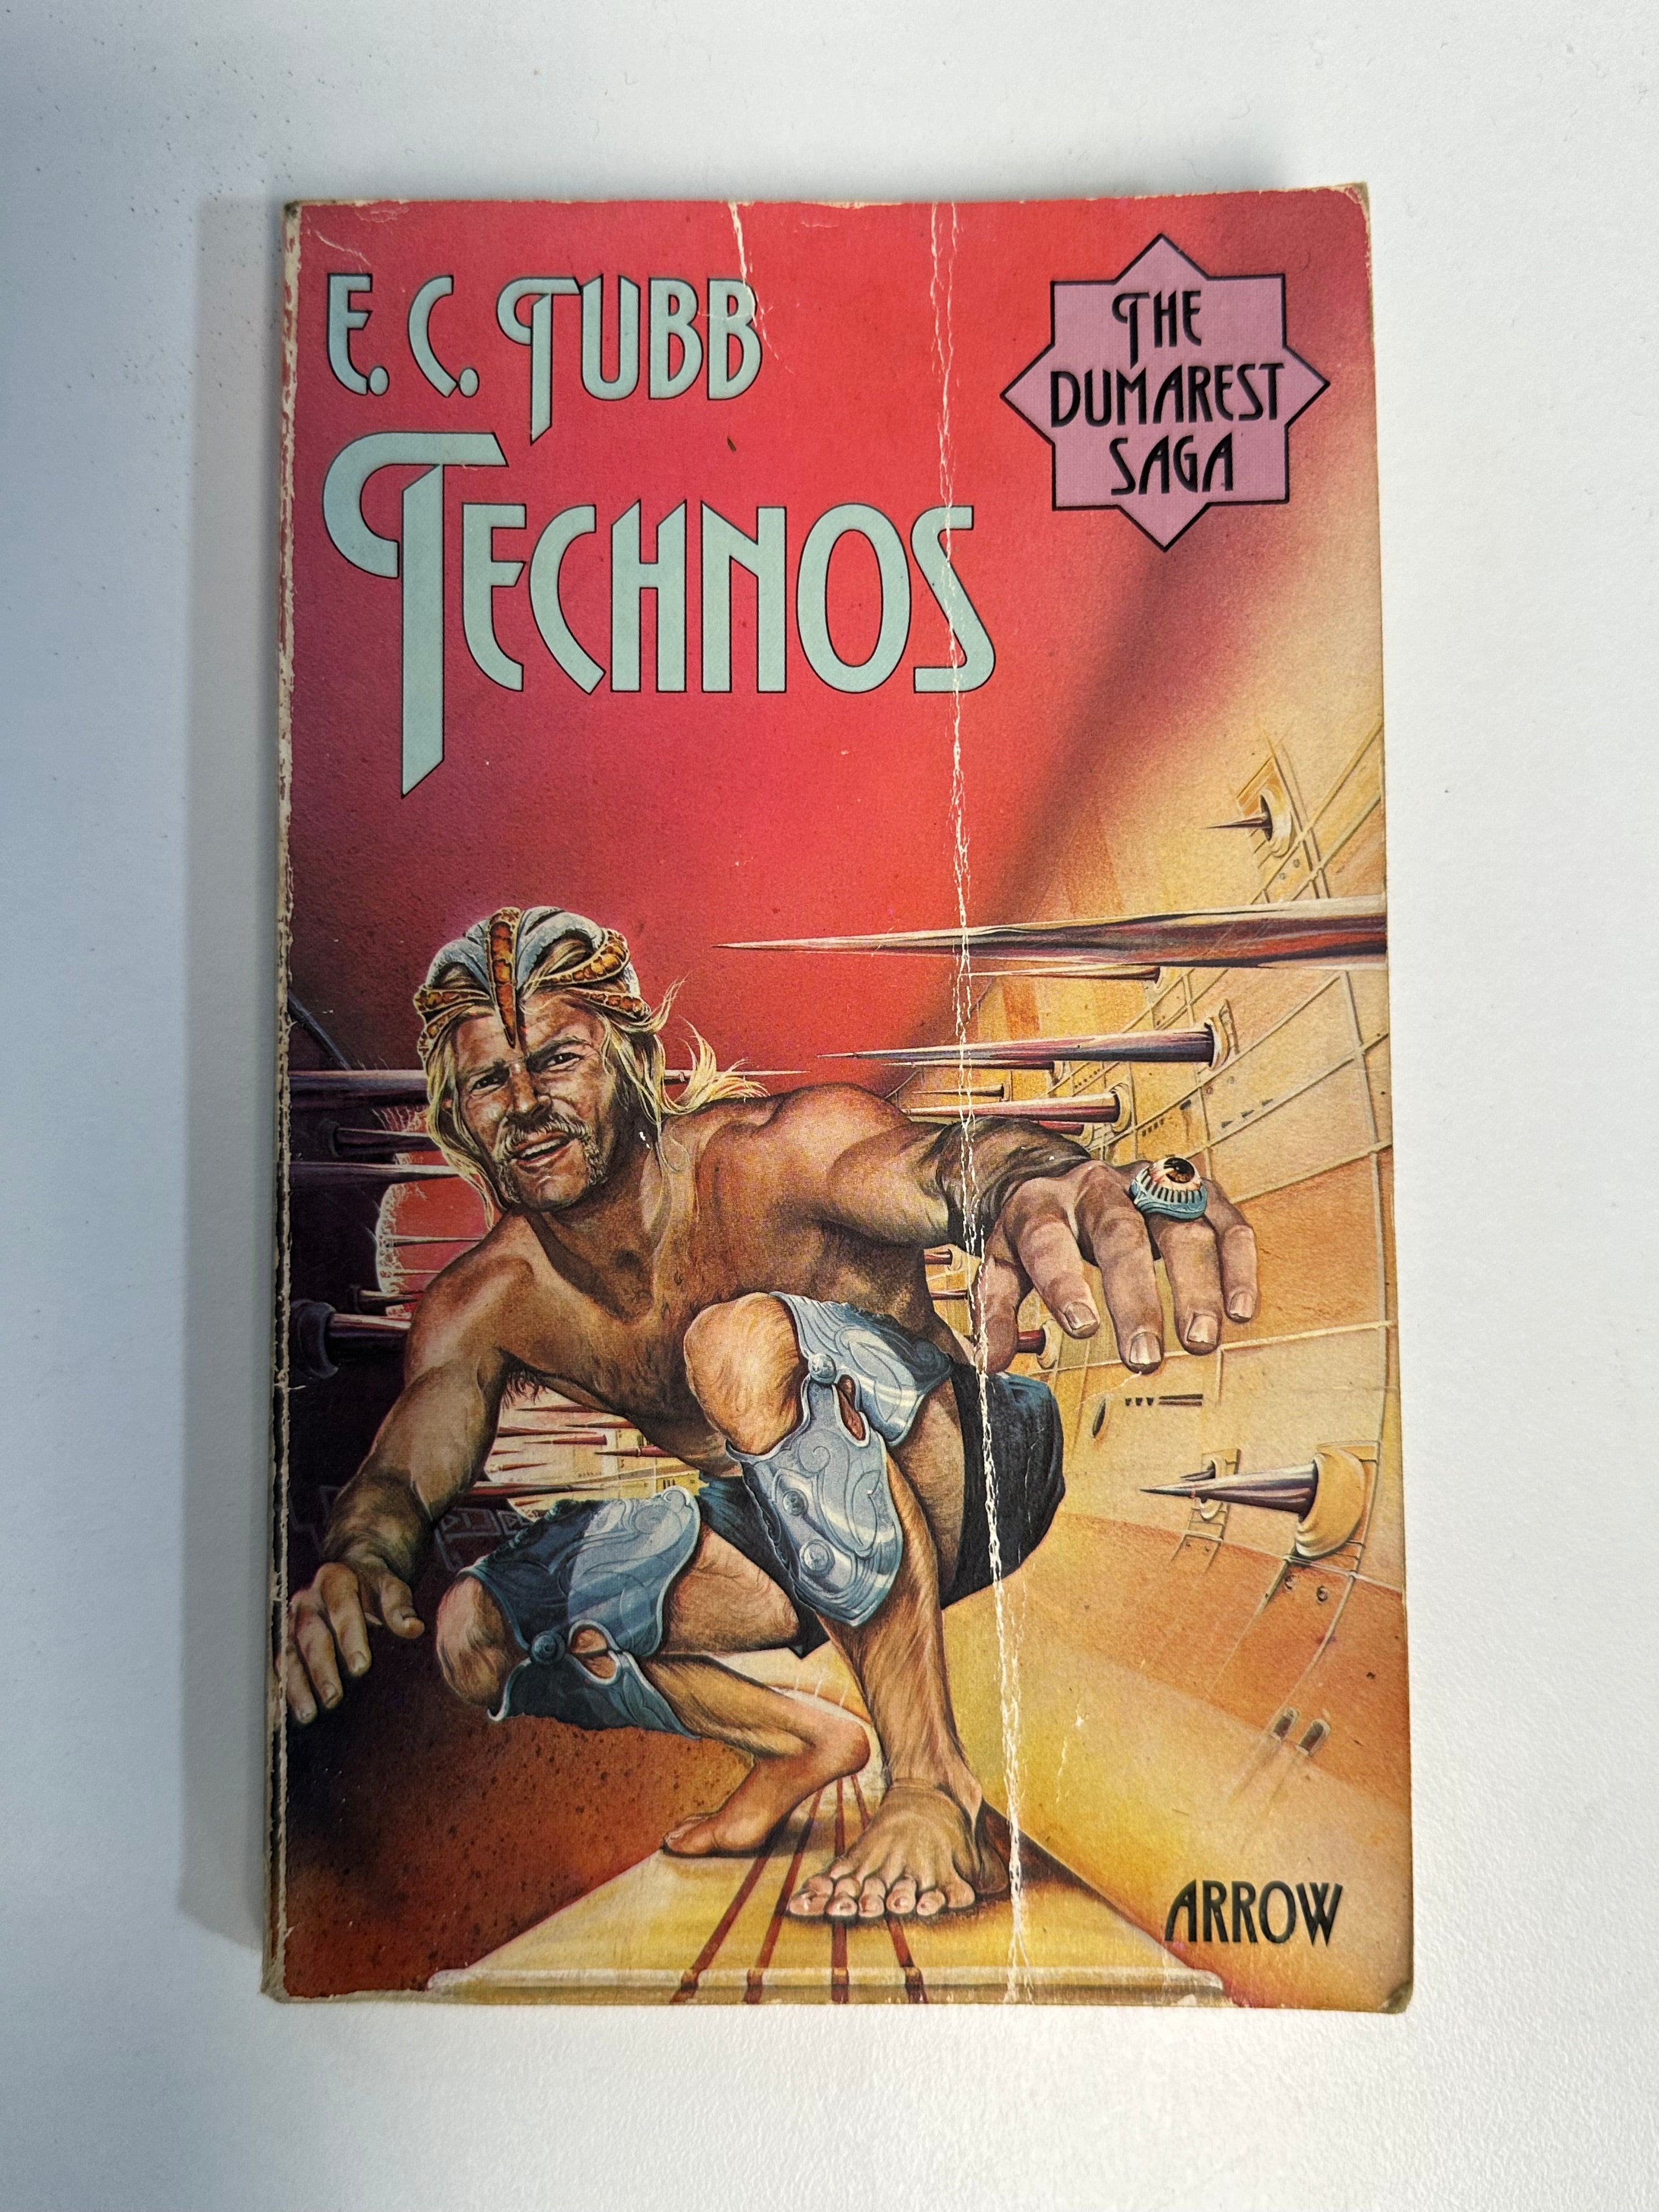 E. C. TUBB
TECHNOS
THE
DUMAREST
SAGA
ARROW